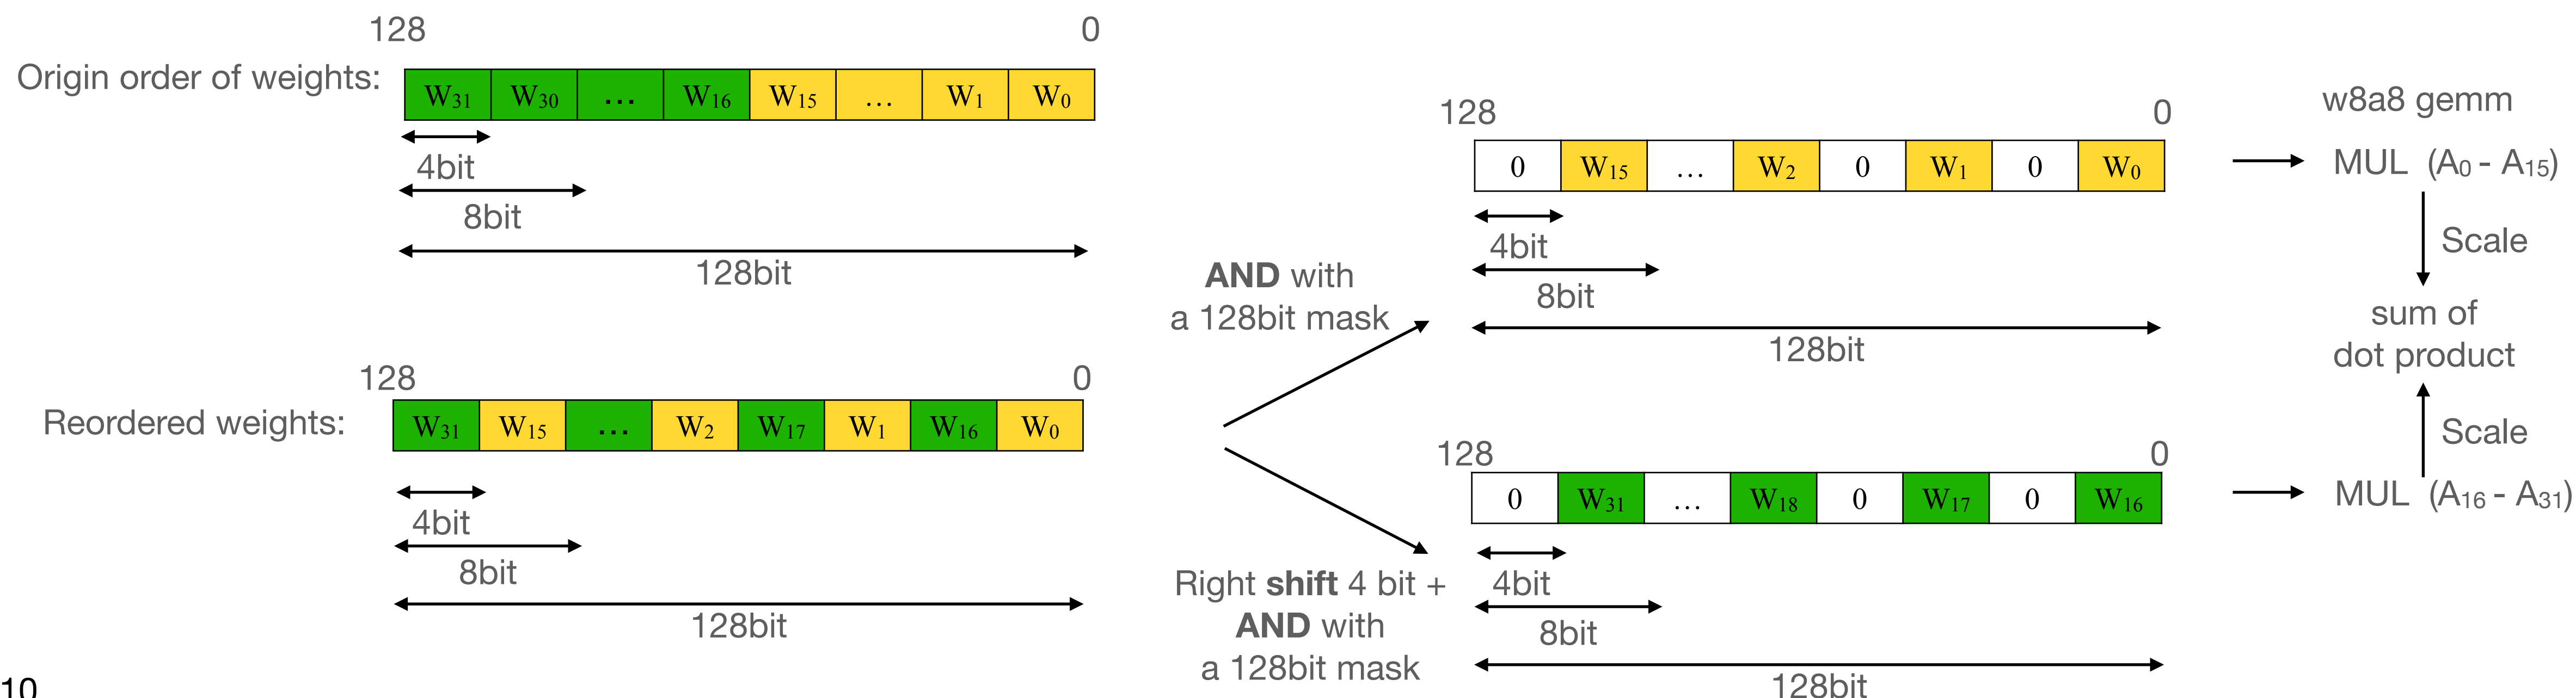 128 0
Origin order of weights: W31 W30 ... W16 W15 ... W1 W0
4bit
8bit
128bit
128 0
Reordered weights: W31 W15 ... W2 W17 W1 W16 W0
4bit
8bit
128bit
AND with
a 128bit mask
Right shift 4 bit +
AND with
a 128bit mask
128 0
0 W15 ... W2 0 W1 0 W0
4bit
8bit
128bit
128 0
0 W31 ... W18 0 W17 0 W16
4bit
8bit
128bit
w8a8 gemm
MUL (A0 - A15)
Scale
sum of
dot product
Scale
MUL (A16 - A31)
10